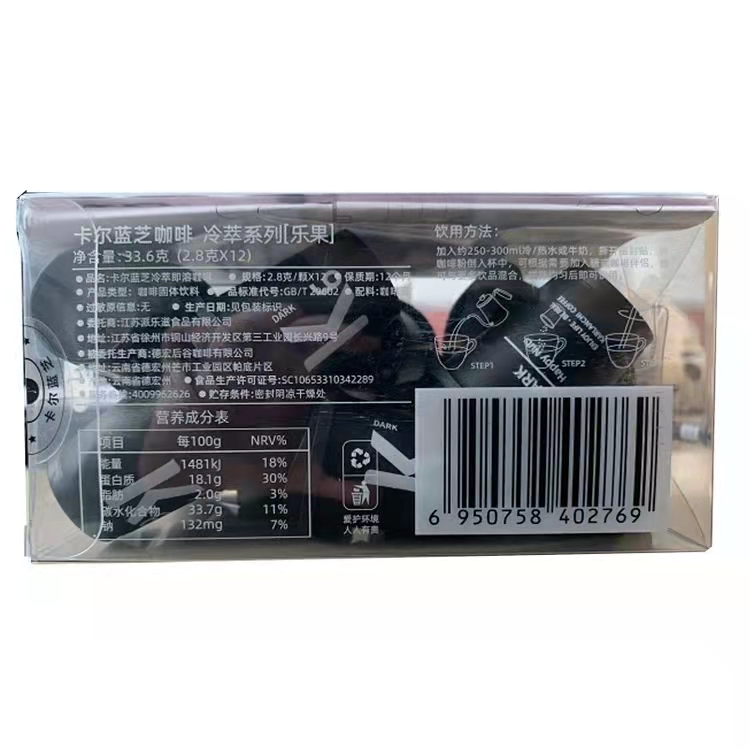 卡尔蓝芝咖啡 冷萃系列[乐果]
净含量:33.6克 (2.8克X12)
●品名:卡尔蓝芝冷萃即溶咖啡 ●规格:2.8克/颗X12 ●保质期:12个月
●产品类型: 咖啡固体饮料 ●产品标准代号:GB/T 29602 ●配料:咖啡
●过敏原信息:无 ●生产日期:见包装标识
●委托商:江苏派乐滋食品有限公司
●地址:江苏省徐州市铜山经济开发区第三工业园长兴路9号
●被委托生产商:德宏后谷咖啡有限公司
地址:云南省德宏州芒市工业园区帕底片区
云南省德宏州 ●食品生产许可证号:SC10653310342289
4009962626 ●贮存条件:密封阴凉干燥处
营养成分表
项目 每100g NRV%
能量 1481kJ 18%
蛋白质 18.1g 30%
脂肪 2.0g 3%
碳水化合物 33.7g 11%
钠 132mg 7%
爱护环境
人人有责
饮用方法:
加入约250-300ml冷/热水或牛奶,
咖啡粉倒入杯中,
STEP1
STEP2
DARK
DARK
卡尔蓝芝
6 950758 402769